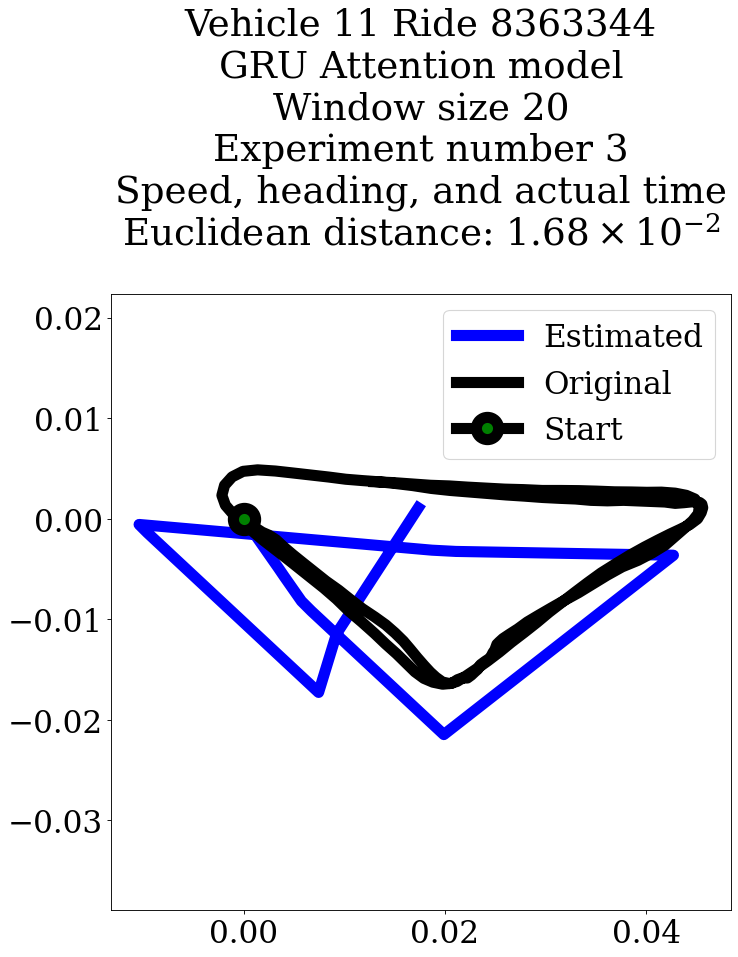 Vehicle 11 Ride 8363344
GRU Attention model
Window size 20
Experiment number 3
Speed, heading, and actual time
Euclidean distance: 1.68 × 10⁻²
Estimated
Original
Start
0.02
0.01
0.00
−0.01
−0.02
−0.03
0.00 0.02 0.04